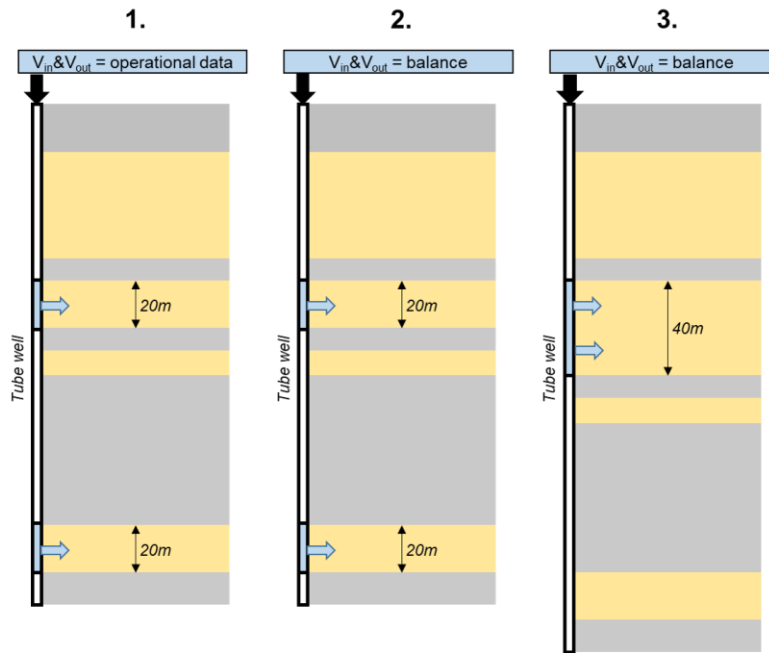 1.
2.
3.
Vin&Vout = operational data
Vin&Vout = balance
Vin&Vout = balance
Tube well
20m
20m
Tube well
20m
20m
Tube well
40m